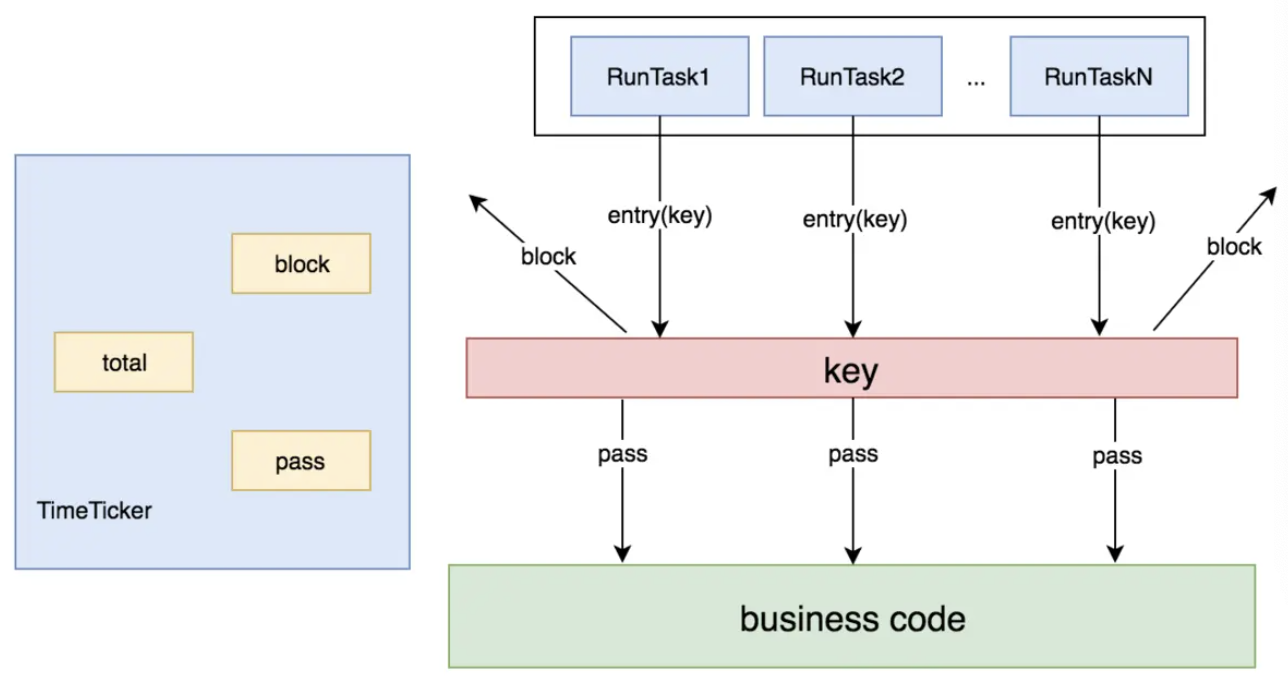 RunTask1
RunTask2
...
RunTaskN
entry(key)
entry(key)
entry(key)
block
block
key
pass
pass
pass
business code
block
total
pass
TimeTicker